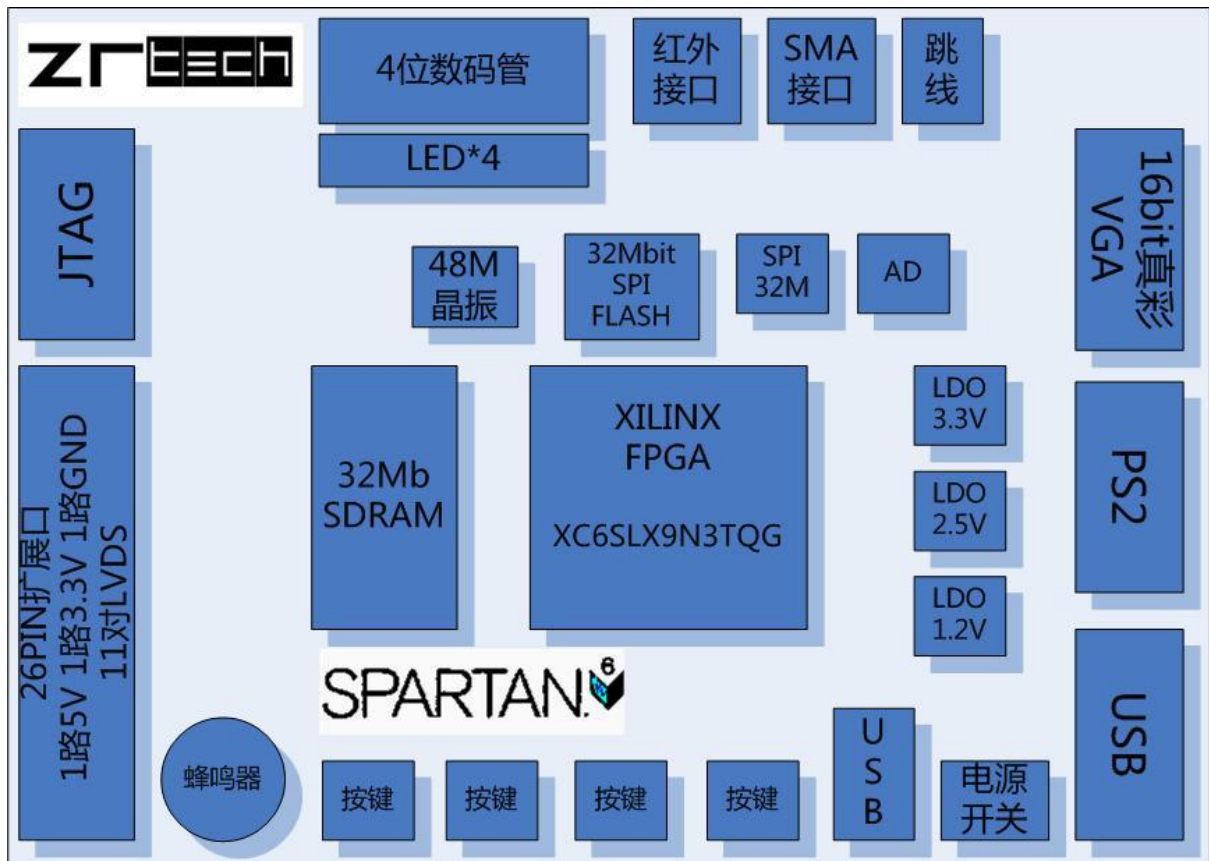 zr tech
4位数码管
红外
接口
SMA
接口
跳
线
LED*4
JTAG
16bit真彩
VGA
48M
晶振
32Mbit
SPI
FLASH
SPI
32M
AD
26PIN扩展口
1路5V 1路3.3V 1路GND
11对LVDS
32Mb
SDRAM
XILINX
FPGA
XC6SLX9N3TQG
LDO
3.3V
LDO
2.5V
LDO
1.2V
PS2
SPARTAN 6
USB
蜂鸣器
按键
按键
按键
按键
U
S
B
电源
开关